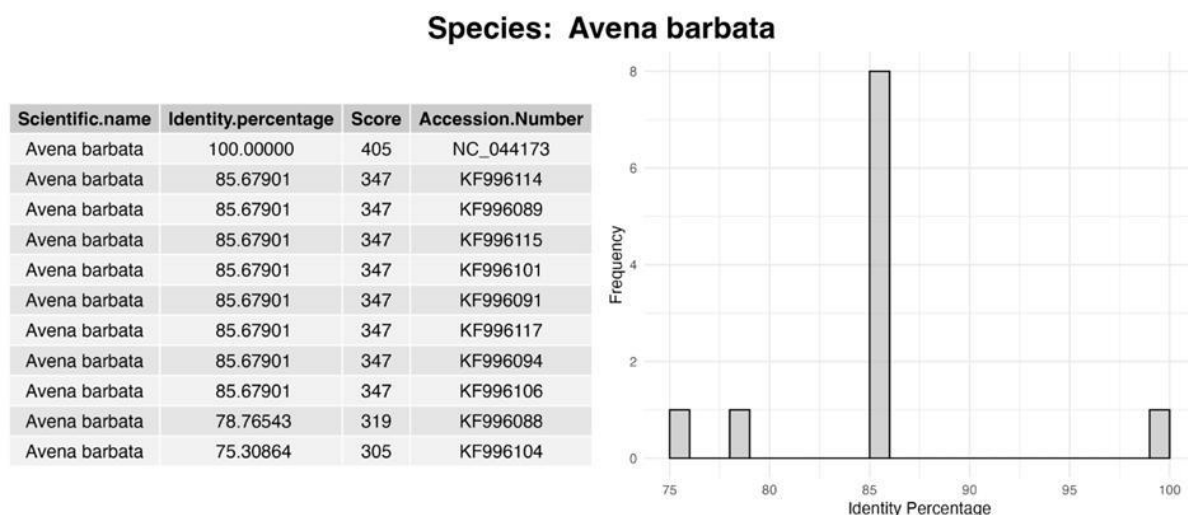 Species: Avena barbata
Scientific.name Identity.percentage Score Accession.Number
Avena barbata 100.00000 405 NC_044173
Avena barbata 85.67901 347 KF996114
Avena barbata 85.67901 347 KF996089
Avena barbata 85.67901 347 KF996115
Avena barbata 85.67901 347 KF996101
Avena barbata 85.67901 347 KF996091
Avena barbata 85.67901 347 KF996117
Avena barbata 85.67901 347 KF996094
Avena barbata 85.67901 347 KF996106
Avena barbata 78.76543 319 KF996088
Avena barbata 75.30864 305 KF996104
Frequency
8
6
4
2
0
75 80 85 90 95 100
Identity Percentage